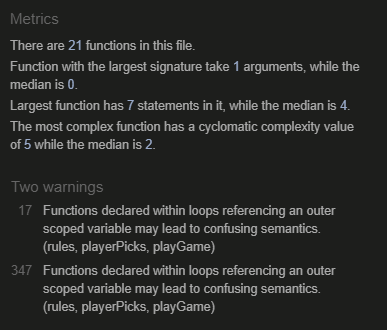 Metrics
There are 21 functions in this file.
Function with the largest signature take 1 arguments, while the
median is 0.
Largest function has 7 statements in it, while the median is 4.
The most complex function has a cyclomatic complexity value
of 5 while the median is 2.
Two warnings
17 Functions declared within loops referencing an outer
scoped variable may lead to confusing semantics.
(rules, playerPicks, playGame)
347 Functions declared within loops referencing an outer
scoped variable may lead to confusing semantics.
(rules, playerPicks, playGame)